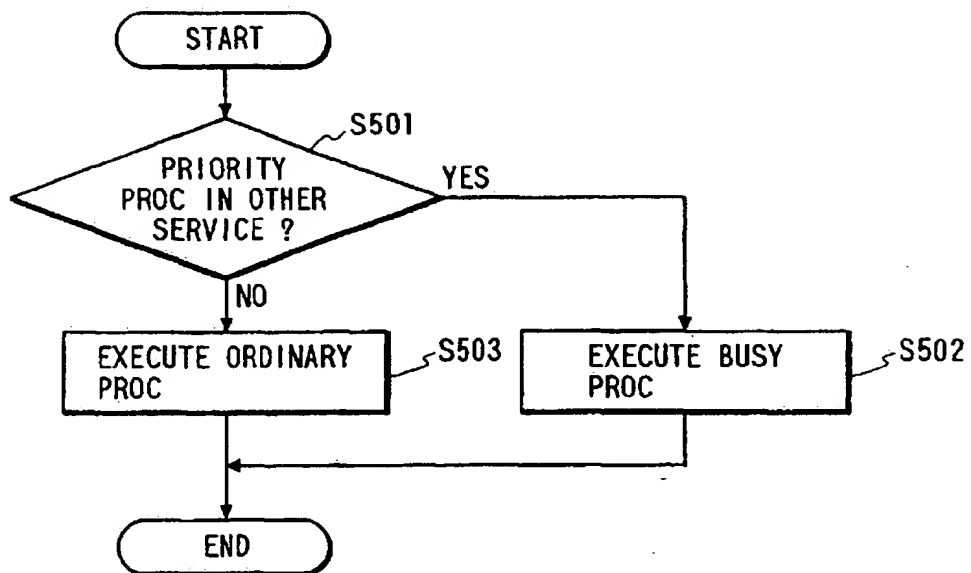 START
S501
PRIORITY
PROC IN OTHER
SERVICE ?
YES
NO
EXECUTE ORDINARY
PROC
S503
EXECUTE BUSY
PROC
S502
END